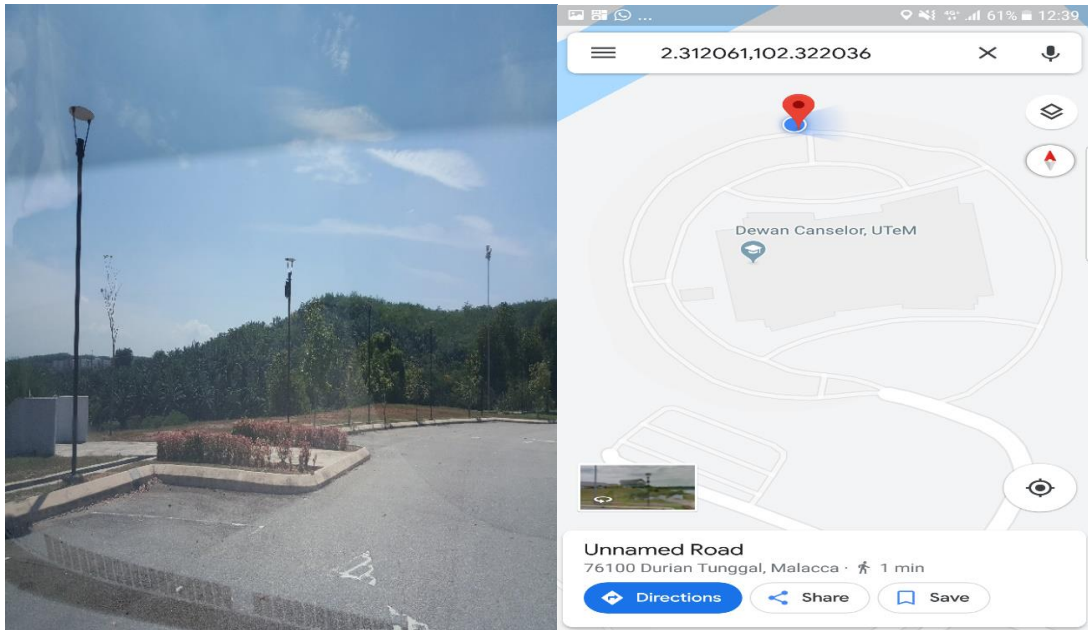 ... 61% 12:39
2.312061,102.322036
Dewan Canselor, UTeM
Unnamed Road
76100 Durian Tunggal, Malacca · 1 min
Directions Share Save